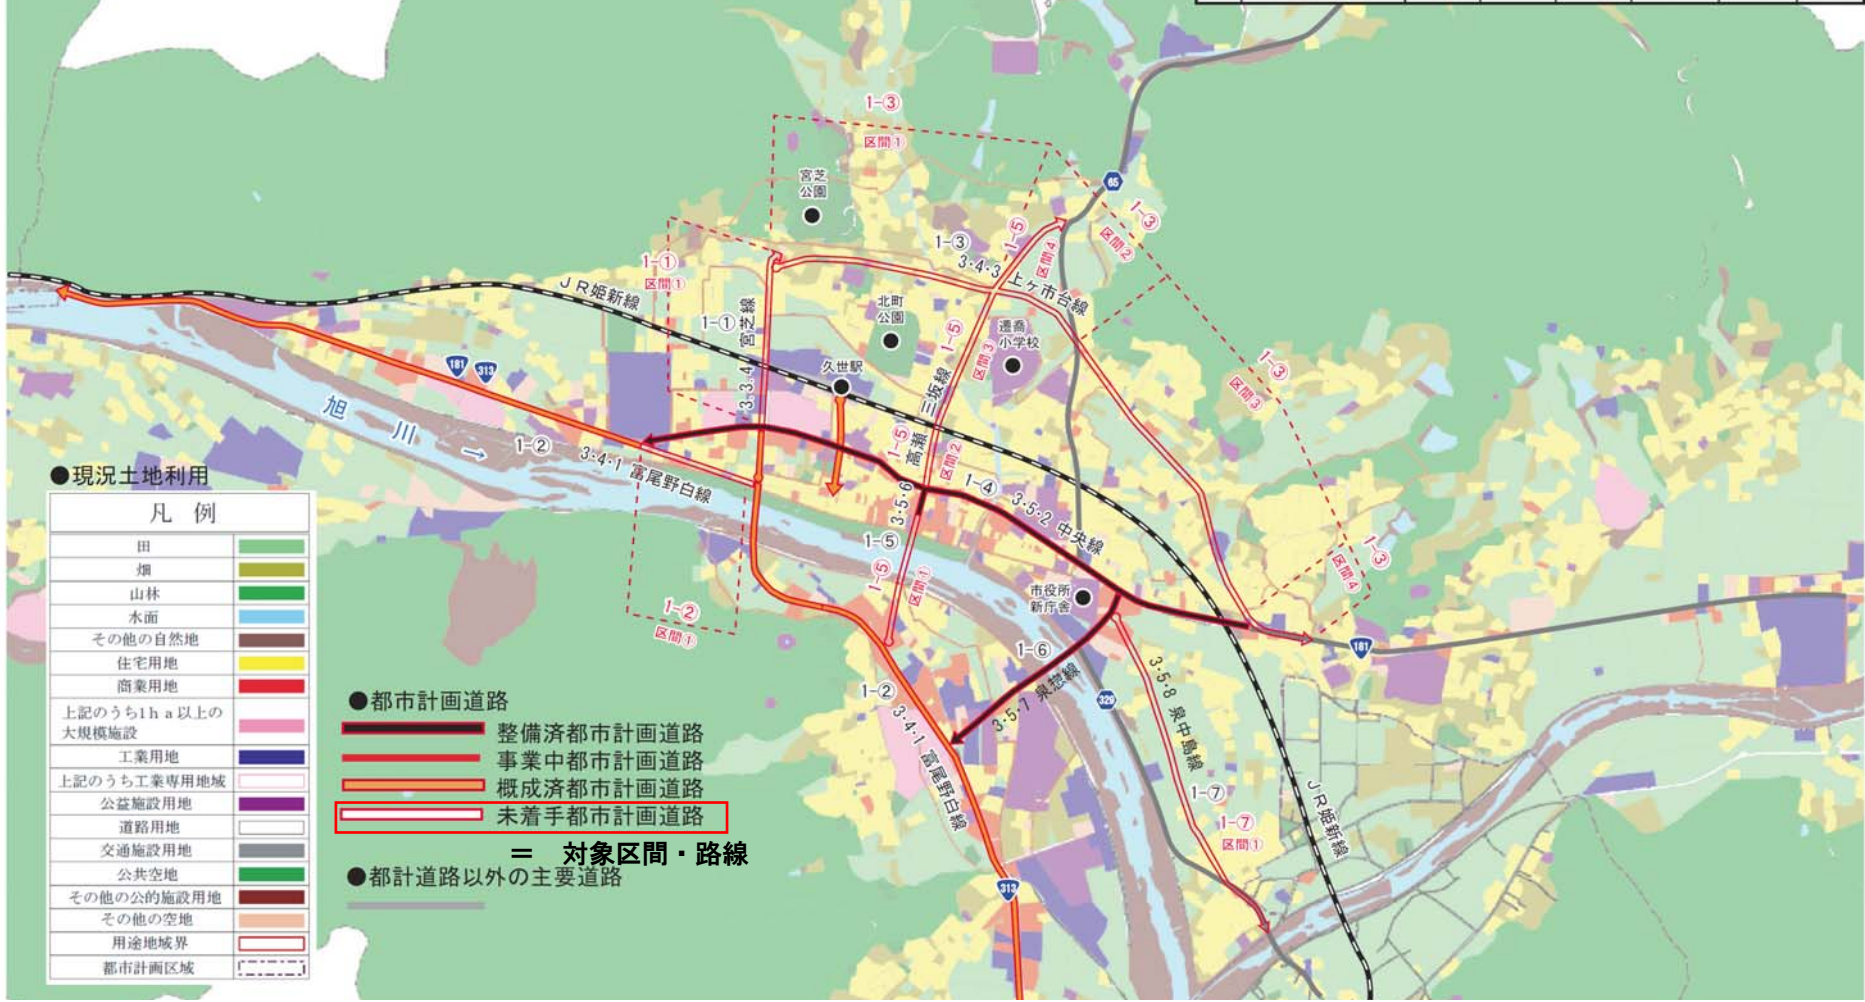 1-③
区間①
宮芝
公園
65
1-③
区間②
1-⑤
区間④
1-③
3・4・3 上ヶ市台線
1-①
区間①
JR姫新線
1-①
3・3・4 宮芝線
北町
公園
1-⑤
区間③
遷喬
小学校
久世駅
181
313
旭川→
1-②
3・4・1 富尾野白線
1-⑤
区間②
3・5・6 高瀬三坂線
1-③
区間③
1-④
3・5・2 中央線
1-⑤
1-⑤
区間①
1-③
区間④
市役所
新庁舎
181
1-②
区間①
1-⑥
3・5・7 泉惣線
329
1-②
3・4・1 富尾野白線
3・5・8 泉中島線
1-⑦
1-⑦
区間①
JR姫新線
313
●現況土地利用
凡 例
田
畑
山林
水面
その他の自然地
住宅用地
商業用地
上記のうち1ha以上の
大規模施設
工業用地
上記のうち工業専用地域
公益施設用地
道路用地
交通施設用地
公共空地
その他の公的施設用地
その他の空地
用途地域界
都市計画区域
●都市計画道路
整備済都市計画道路
事業中都市計画道路
概成済都市計画道路
未着手都市計画道路
＝ 対象区間・路線
●都計道路以外の主要道路